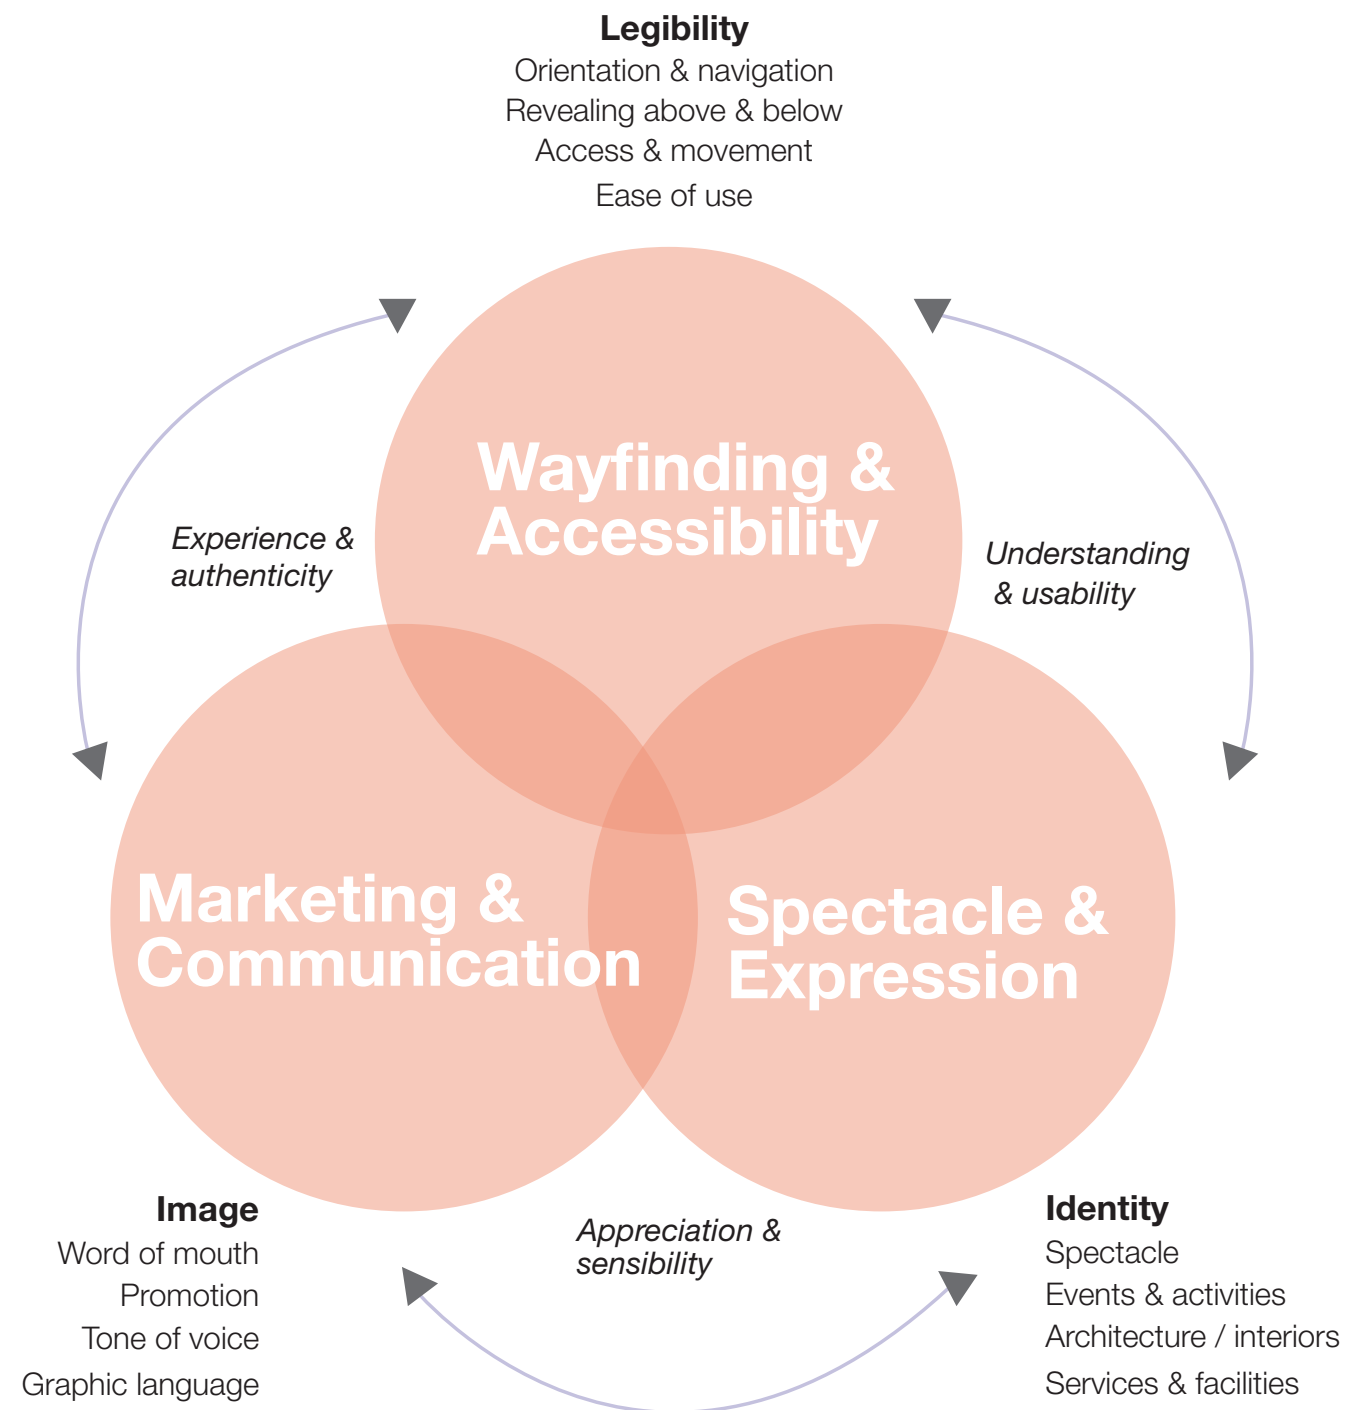 Legibility
Orientation & navigation
Revealing above & below
Access & movement
Ease of use
Wayfinding &
Accessibility
Experience &
authenticity
Understanding
& usability
Marketing &
Communication
Spectacle &
Expression
Image
Word of mouth
Promotion
Tone of voice
Graphic language
Appreciation &
sensibility
Identity
Spectacle
Events & activities
Architecture / interiors
Services & facilities